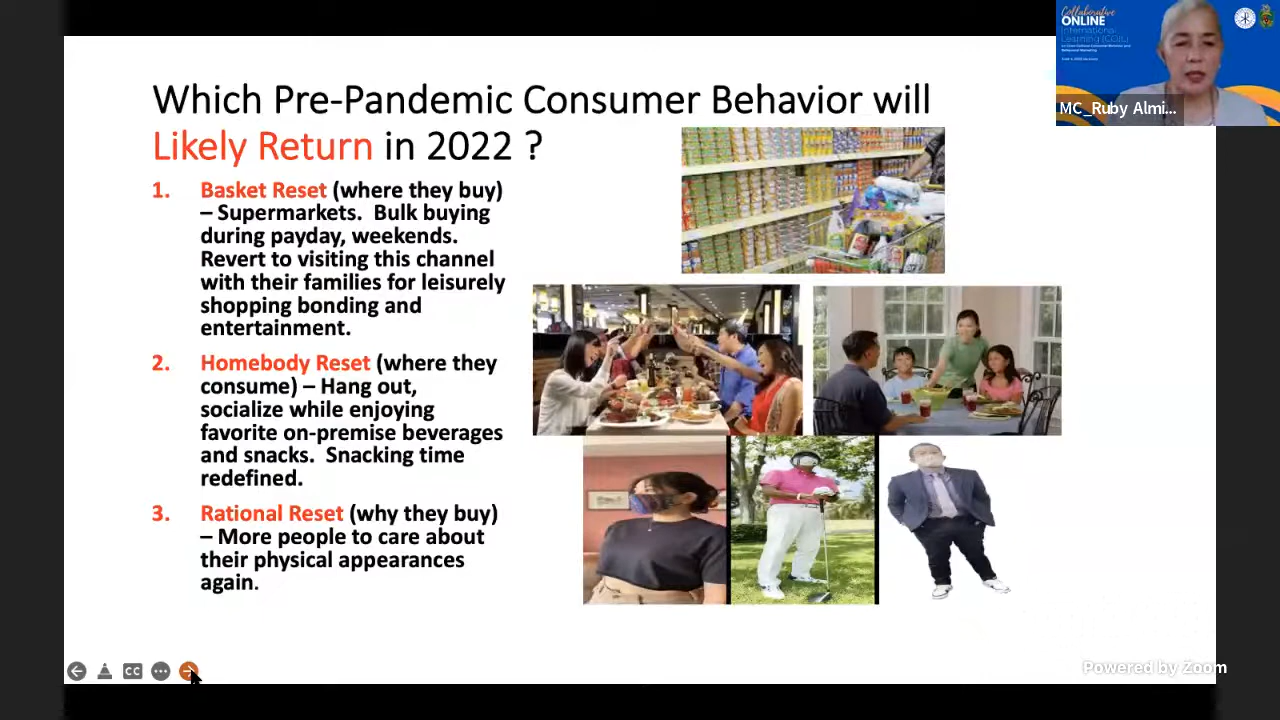 Which Pre-Pandemic Consumer Behavior will
Likely Return in 2022 ?
1. Basket Reset (where they buy)
– Supermarkets. Bulk buying
during payday, weekends.
Revert to visiting this channel
with their families for leisurely
shopping bonding and
entertainment.
2. Homebody Reset (where they
consume) – Hang out,
socialize while enjoying
favorite on-premise beverages
and snacks. Snacking time
redefined.
3. Rational Reset (why they buy)
– More people to care about
their physical appearances
again.
Collaborative
ONLINE
International
Learning (COIL)
MC_Ruby Almi...
CC
Powered by Zoom